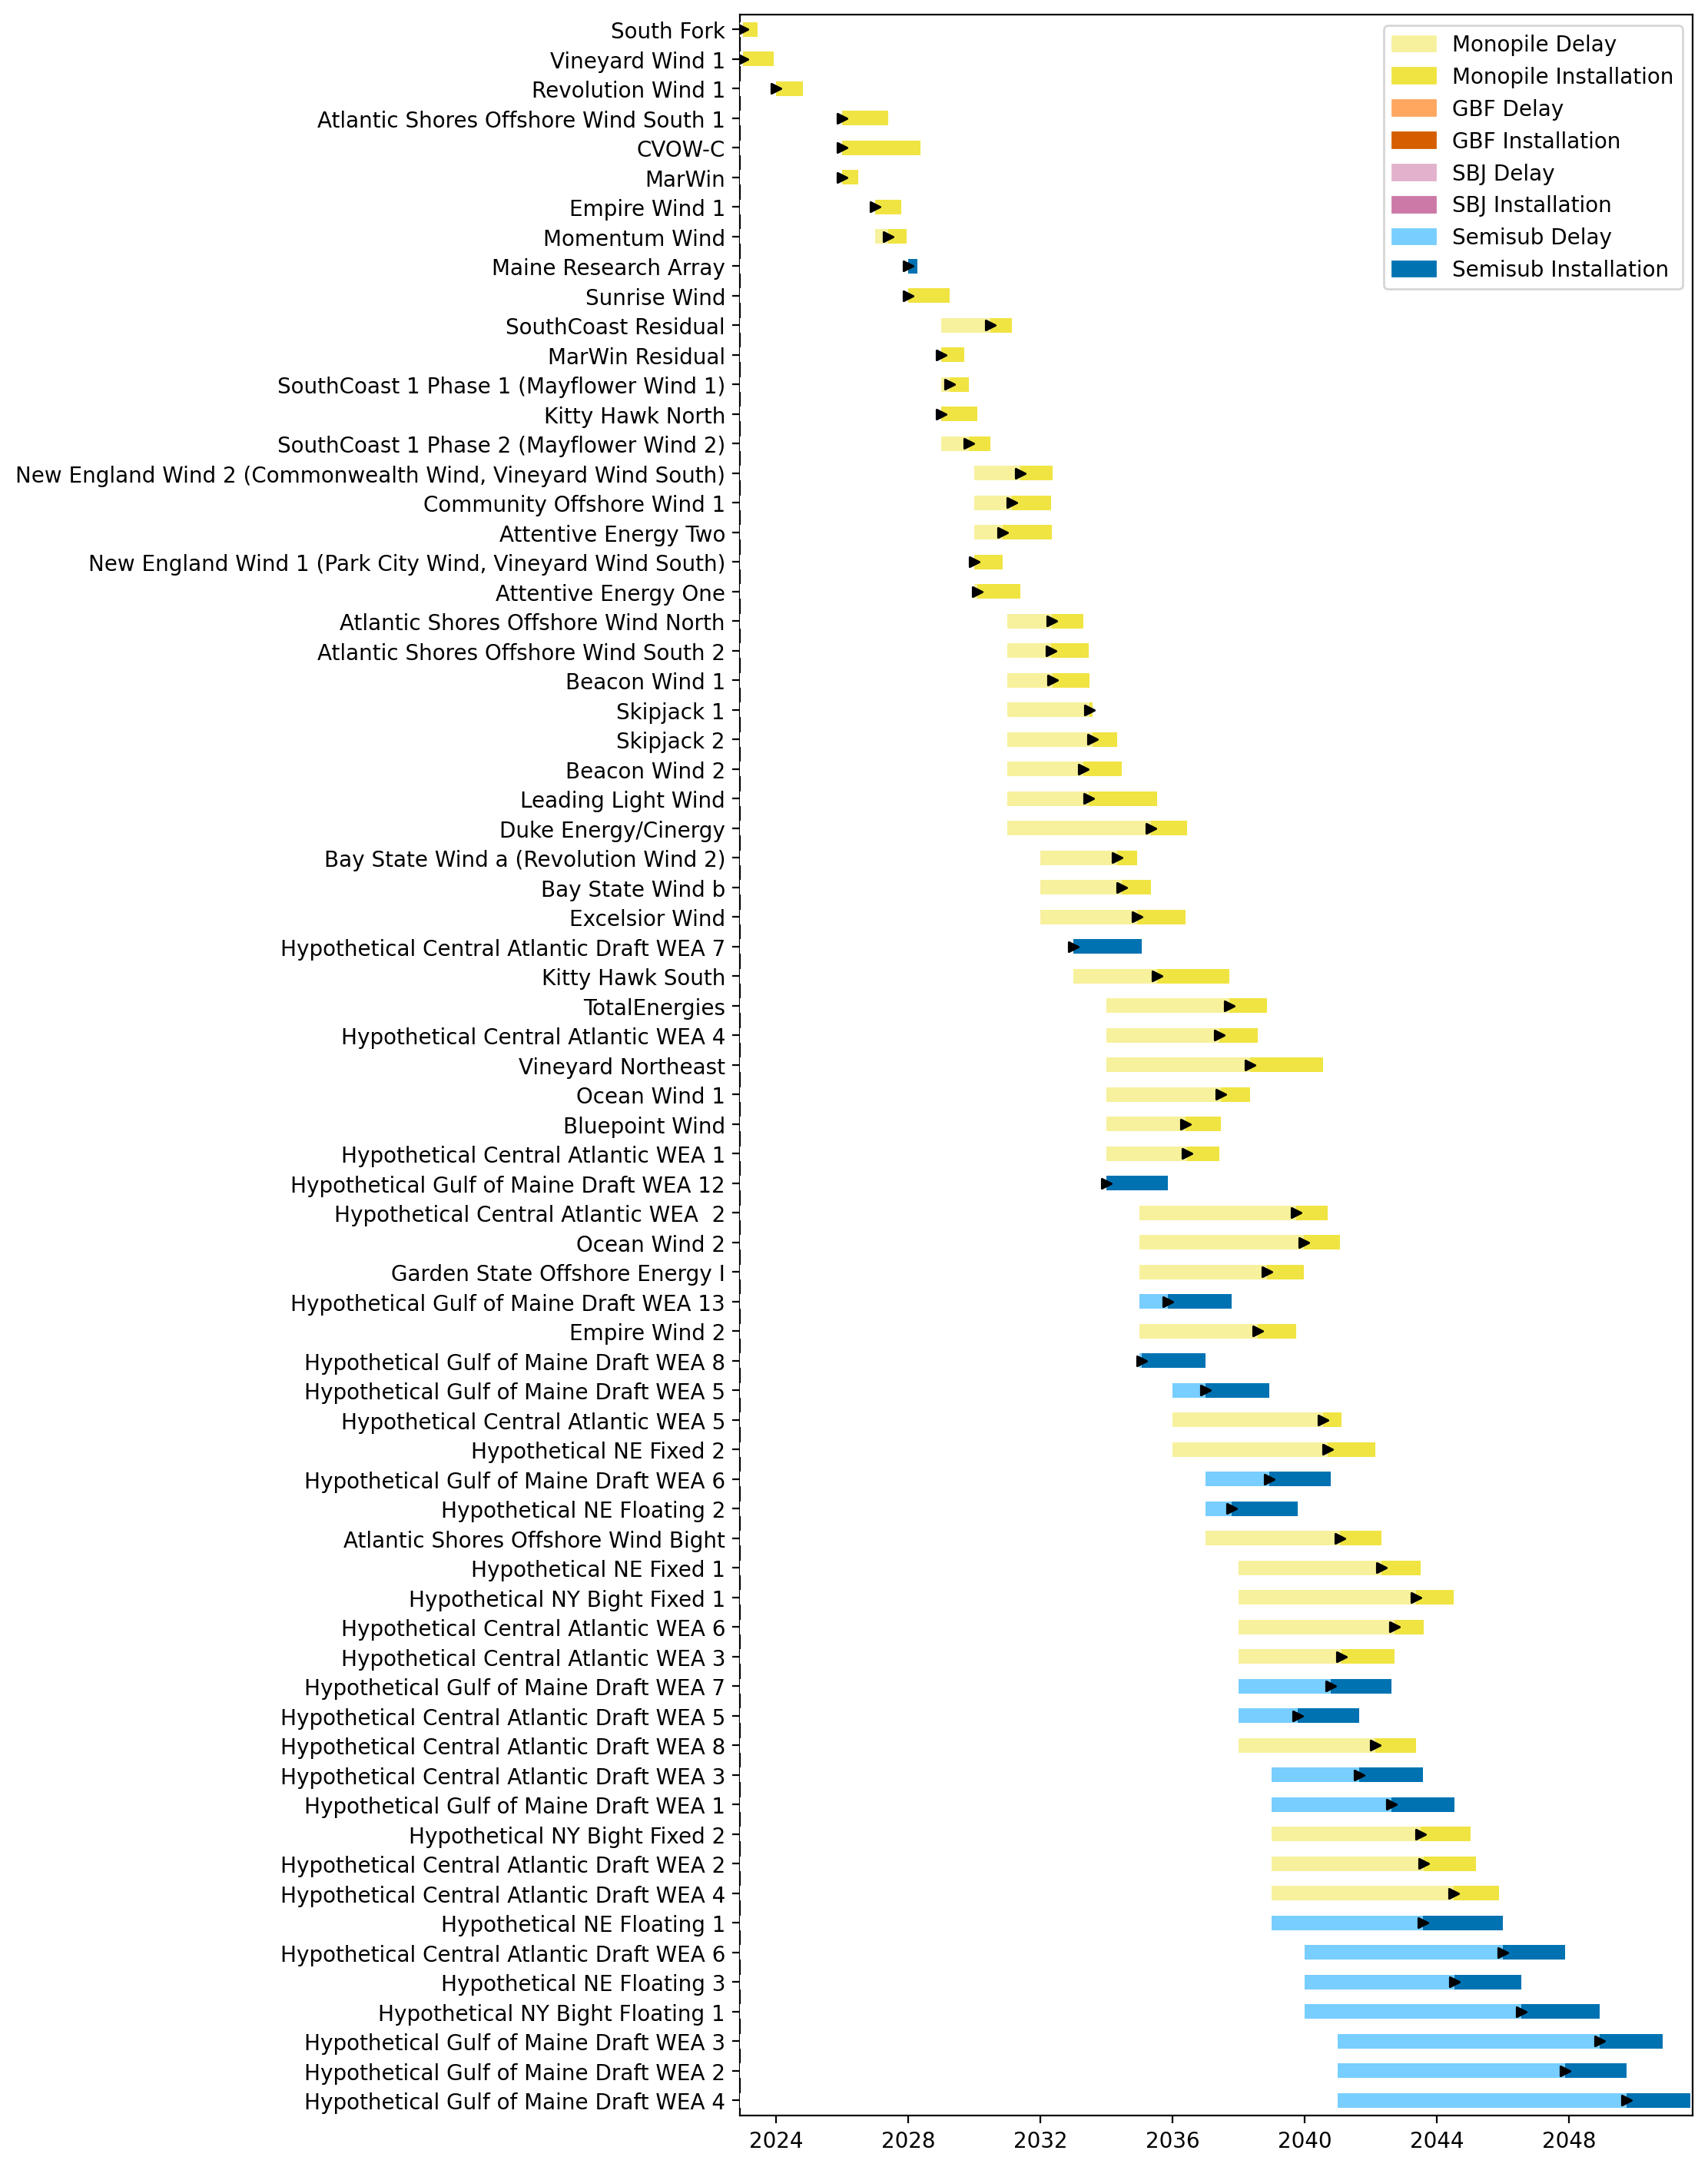 South Fork
Vineyard Wind 1
Revolution Wind 1
Atlantic Shores Offshore Wind South 1
CVOW-C
MarWin
Empire Wind 1
Momentum Wind
Maine Research Array
Sunrise Wind
SouthCoast Residual
MarWin Residual
SouthCoast 1 Phase 1 (Mayflower Wind 1)
Kitty Hawk North
SouthCoast 1 Phase 2 (Mayflower Wind 2)
New England Wind 2 (Commonwealth Wind, Vineyard Wind South)
Community Offshore Wind 1
Attentive Energy Two
New England Wind 1 (Park City Wind, Vineyard Wind South)
Attentive Energy One
Atlantic Shores Offshore Wind North
Atlantic Shores Offshore Wind South 2
Beacon Wind 1
Skipjack 1
Skipjack 2
Beacon Wind 2
Leading Light Wind
Duke Energy/Cinergy
Bay State Wind a (Revolution Wind 2)
Bay State Wind b
Excelsior Wind
Hypothetical Central Atlantic Draft WEA 7
Kitty Hawk South
TotalEnergies
Hypothetical Central Atlantic WEA 4
Vineyard Northeast
Ocean Wind 1
Bluepoint Wind
Hypothetical Central Atlantic WEA 1
Hypothetical Gulf of Maine Draft WEA 12
Hypothetical Central Atlantic WEA  2
Ocean Wind 2
Garden State Offshore Energy I
Hypothetical Gulf of Maine Draft WEA 13
Empire Wind 2
Hypothetical Gulf of Maine Draft WEA 8
Hypothetical Gulf of Maine Draft WEA 5
Hypothetical Central Atlantic WEA 5
Hypothetical NE Fixed 2
Hypothetical Gulf of Maine Draft WEA 6
Hypothetical NE Floating 2
Atlantic Shores Offshore Wind Bight
Hypothetical NE Fixed 1
Hypothetical NY Bight Fixed 1
Hypothetical Central Atlantic WEA 6
Hypothetical Central Atlantic WEA 3
Hypothetical Gulf of Maine Draft WEA 7
Hypothetical Central Atlantic Draft WEA 5
Hypothetical Central Atlantic Draft WEA 8
Hypothetical Central Atlantic Draft WEA 3
Hypothetical Gulf of Maine Draft WEA 1
Hypothetical NY Bight Fixed 2
Hypothetical Central Atlantic Draft WEA 2
Hypothetical Central Atlantic Draft WEA 4
Hypothetical NE Floating 1
Hypothetical Central Atlantic Draft WEA 6
Hypothetical NE Floating 3
Hypothetical NY Bight Floating 1
Hypothetical Gulf of Maine Draft WEA 3
Hypothetical Gulf of Maine Draft WEA 2
Hypothetical Gulf of Maine Draft WEA 4
Monopile Delay
Monopile Installation
GBF Delay
GBF Installation
SBJ Delay
SBJ Installation
Semisub Delay
Semisub Installation
2024 2028 2032 2036 2040 2044 2048